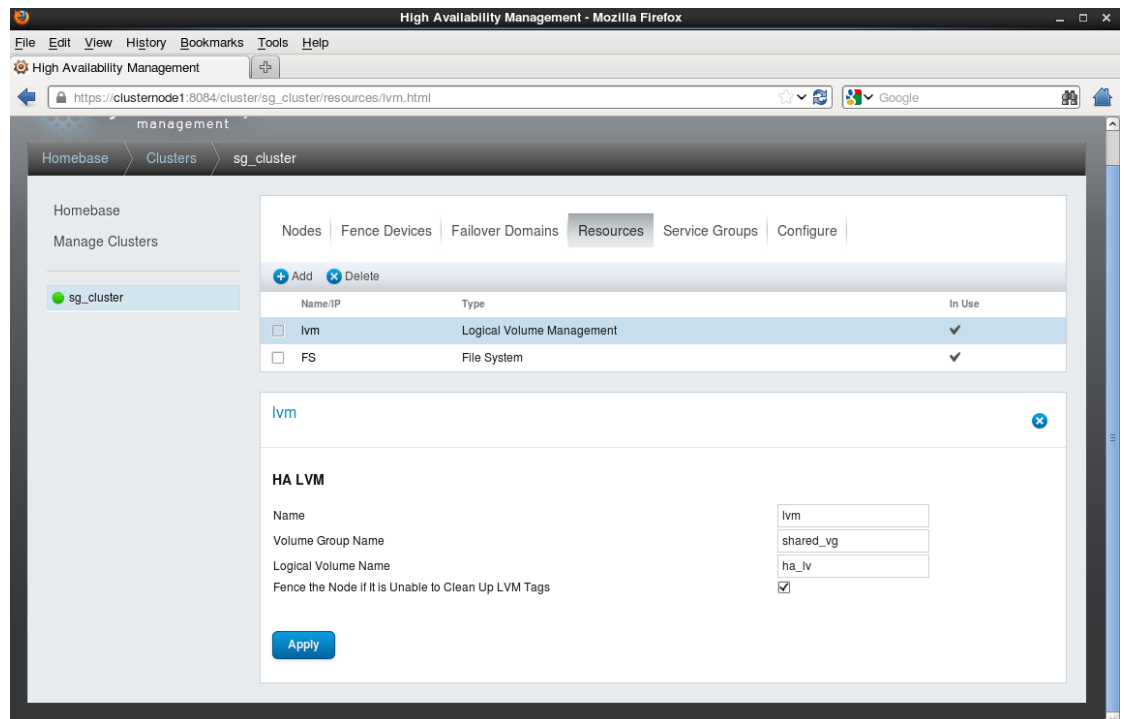 High Availability Management - Mozilla Firefox
File Edit View History Bookmarks Tools Help
High Availability Management
https://clusternode1:8084/cluster/sg_cluster/resources/lvm.html Google
management
Homebase Clusters sg_cluster
Homebase
Manage Clusters
sg_cluster
Nodes Fence Devices Failover Domains Resources Service Groups Configure
Add Delete
Name/IP Type In Use
lvm Logical Volume Management
FS File System
lvm
HA LVM
Name lvm
Volume Group Name shared_vg
Logical Volume Name ha_lv
Fence the Node if It is Unable to Clean Up LVM Tags
Apply